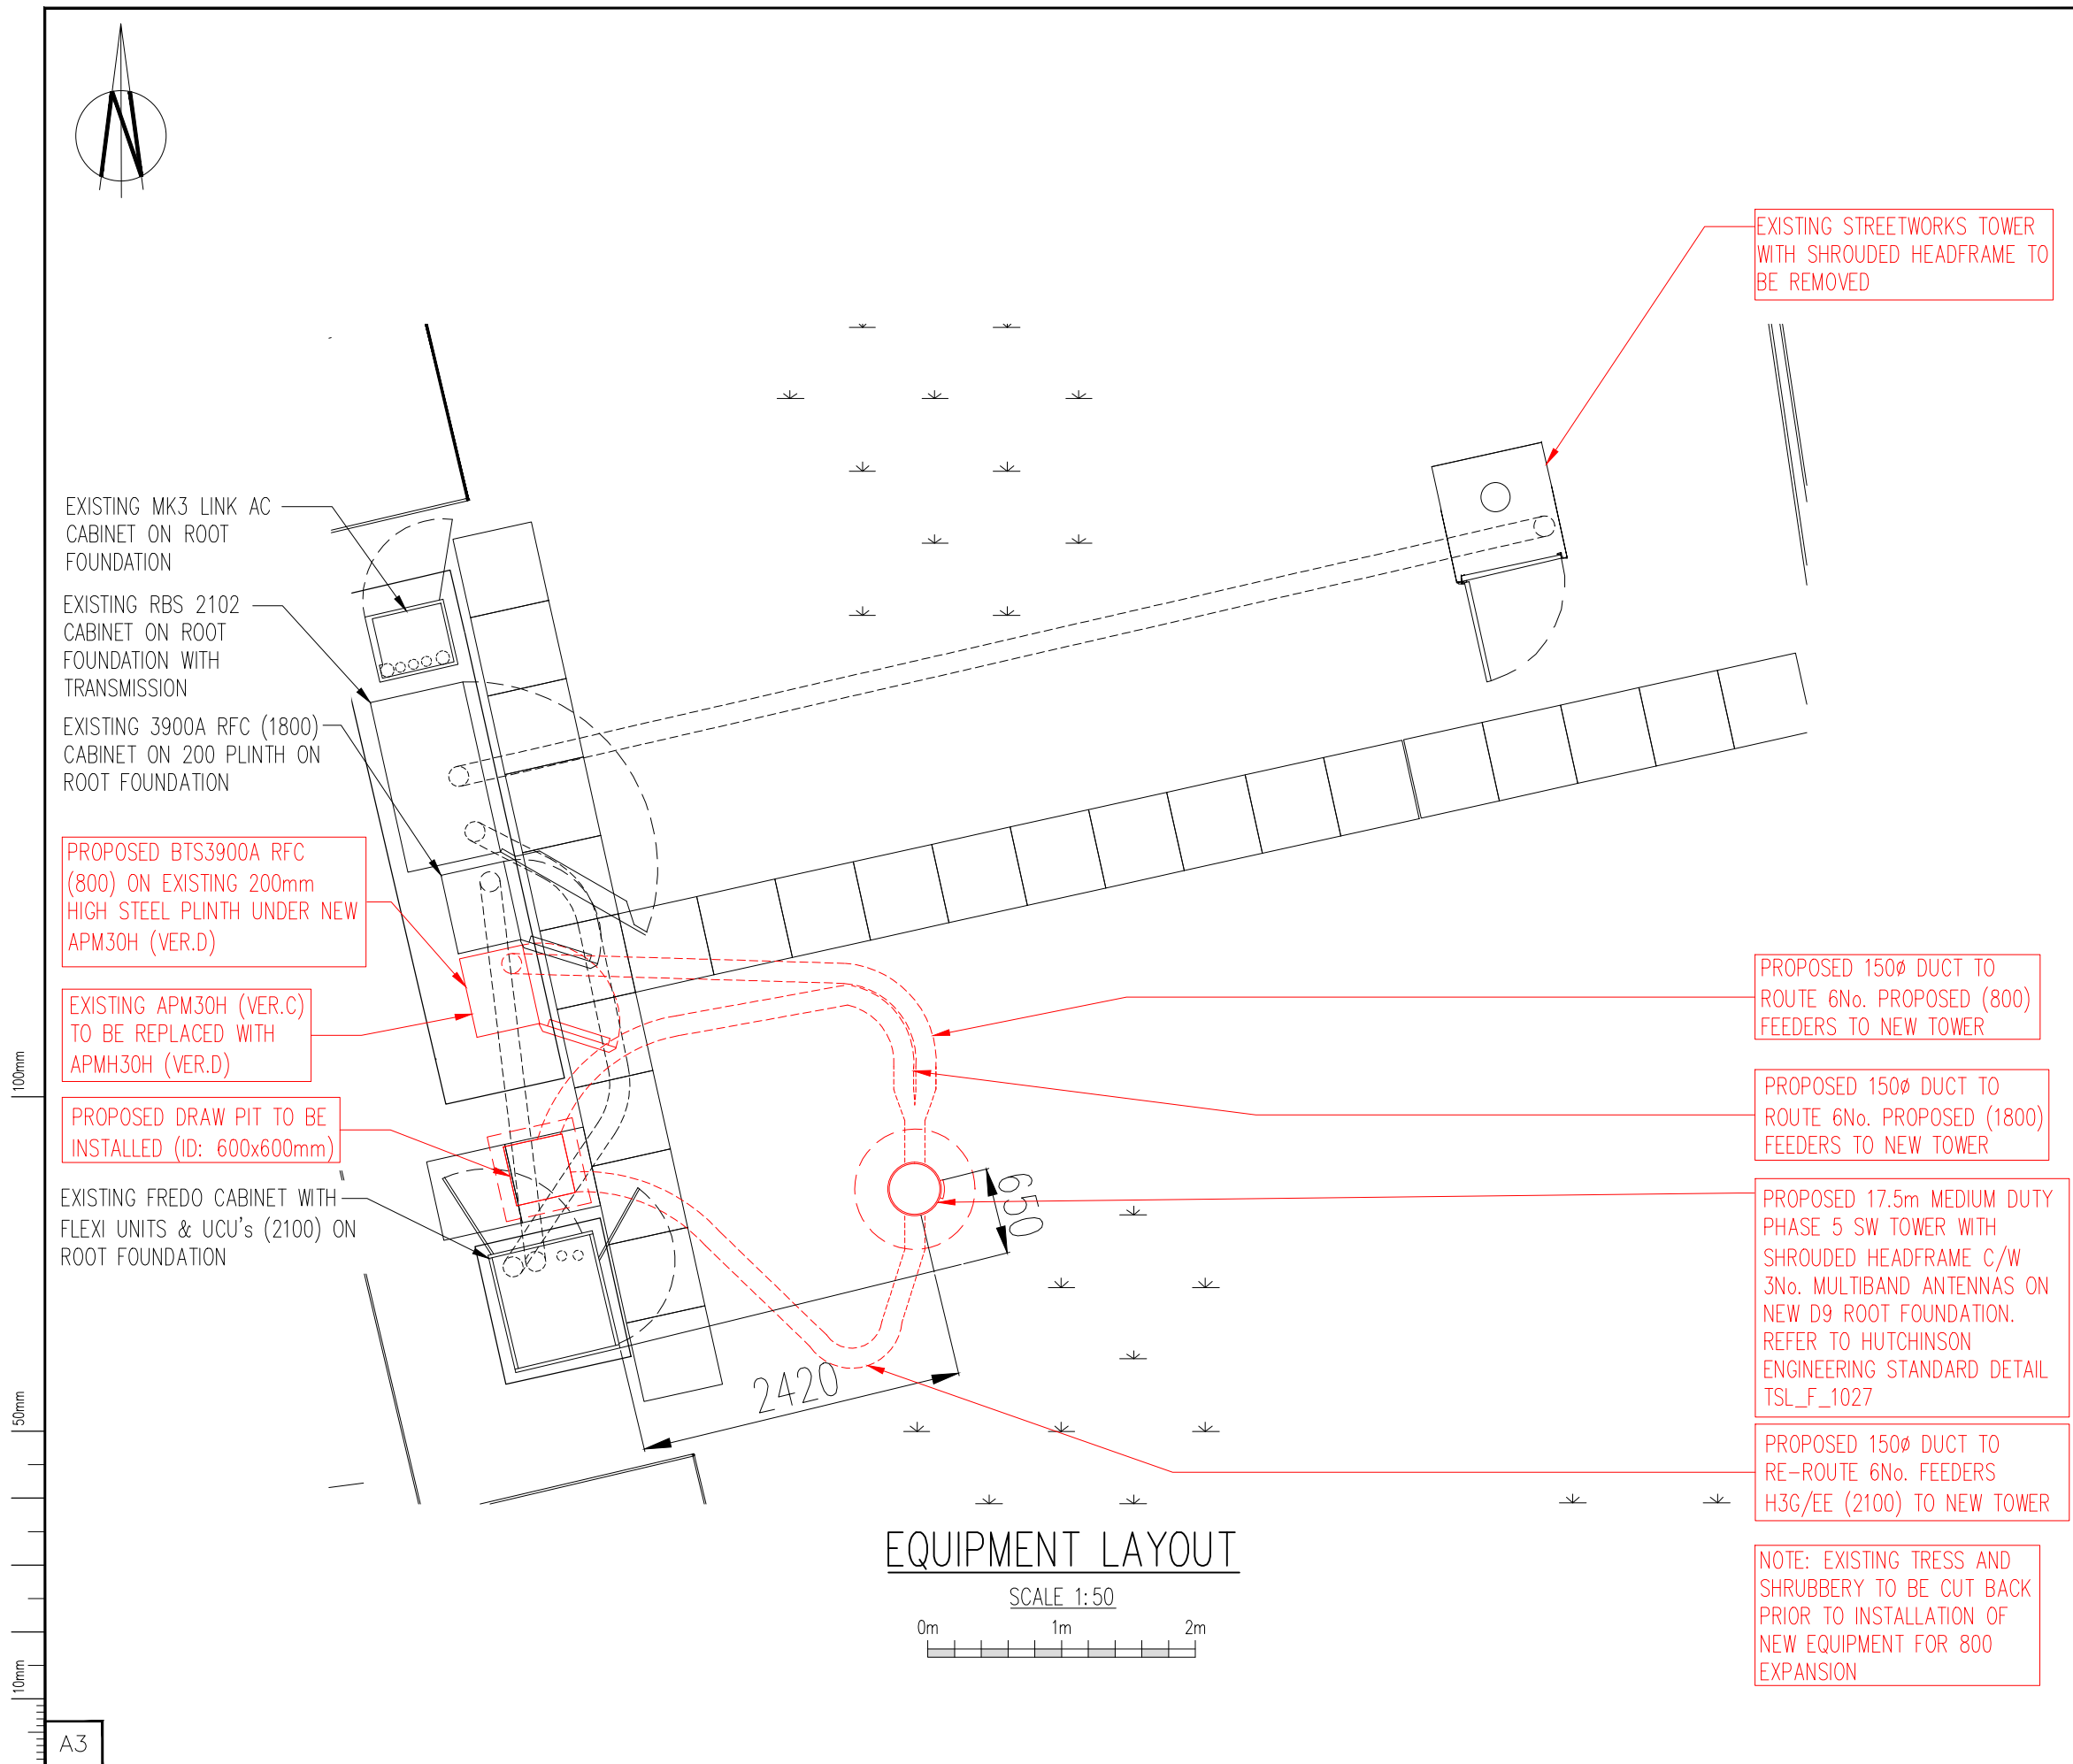 N
EXISTING STREETWORKS TOWER
WITH SHROUDED HEADFRAME TO
BE REMOVED
EXISTING MK3 LINK AC
CABINET ON ROOT
FOUNDATION
EXISTING RBS 2102
CABINET ON ROOT
FOUNDATION WITH
TRANSMISSION
EXISTING 3900A RFC (1800)
CABINET ON 200 PLINTH ON
ROOT FOUNDATION
PROPOSED BTS3900A RFC
(800) ON EXISTING 200mm
HIGH STEEL PLINTH UNDER NEW
APM30H (VER.D)
EXISTING APM30H (VER.C)
TO BE REPLACED WITH
APMH30H (VER.D)
PROPOSED DRAW PIT TO BE
INSTALLED (ID: 600x600mm)
EXISTING FREDO CABINET WITH
FLEXI UNITS & UCU's (2100) ON
ROOT FOUNDATION
PROPOSED 150ø DUCT TO
ROUTE 6No. PROPOSED (800)
FEEDERS TO NEW TOWER
PROPOSED 150ø DUCT TO
ROUTE 6No. PROPOSED (1800)
FEEDERS TO NEW TOWER
PROPOSED 17.5m MEDIUM DUTY
PHASE 5 SW TOWER WITH
SHROUDED HEADFRAME C/W
3No. MULTIBAND ANTENNAS ON
NEW D9 ROOT FOUNDATION.
REFER TO HUTCHINSON
ENGINEERING STANDARD DETAIL
TSL_F_1027
PROPOSED 150ø DUCT TO
RE-ROUTE 6No. FEEDERS
H3G/EE (2100) TO NEW TOWER
NOTE: EXISTING TRESS AND
SHRUBBERY TO BE CUT BACK
PRIOR TO INSTALLATION OF
NEW EQUIPMENT FOR 800
EXPANSION
650
2420
EQUIPMENT LAYOUT
SCALE 1:50
0m 1m 2m
100mm
50mm
10mm
A3